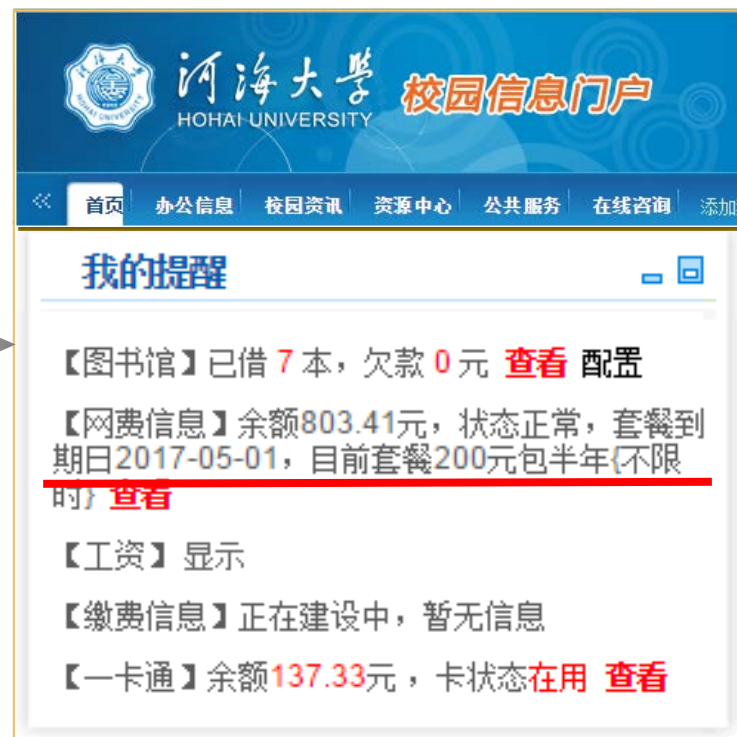 河海大学 校园信息门户
HOHAI UNIVERSITY
首页 办公信息 校园资讯 资源中心 公共服务 在线咨询 添加
我的提醒
【图书馆】已借 7 本，欠款 0 元 查看 配置
【网费信息】余额803.41元，状态正常，套餐到
期日2017-05-01，目前套餐200元包半年{不限
时} 查看
【工资】显示
【缴费信息】正在建设中，暂无信息
【一卡通】余额137.33元，卡状态在用 查看